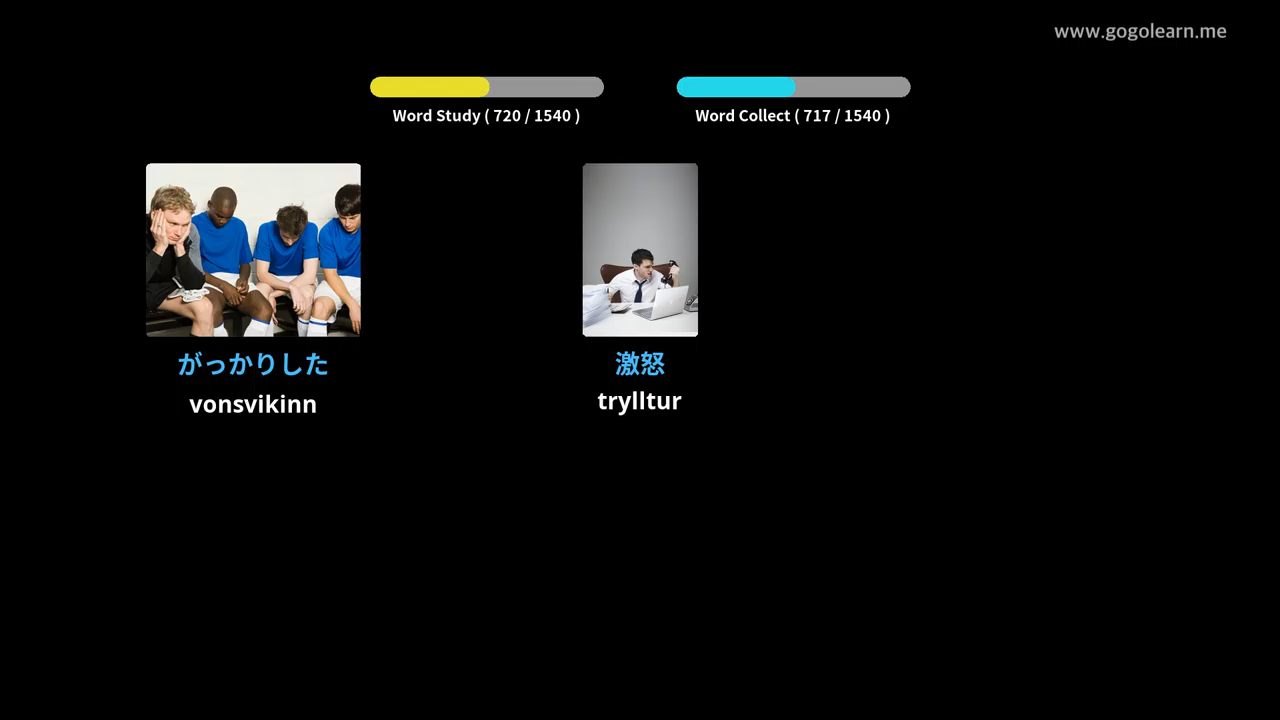 www.gogolearn.me
Word Study ( 720 / 1540 )
Word Collect ( 717 / 1540 )
がっかりした
vonsvikinn
激怒
trylltur